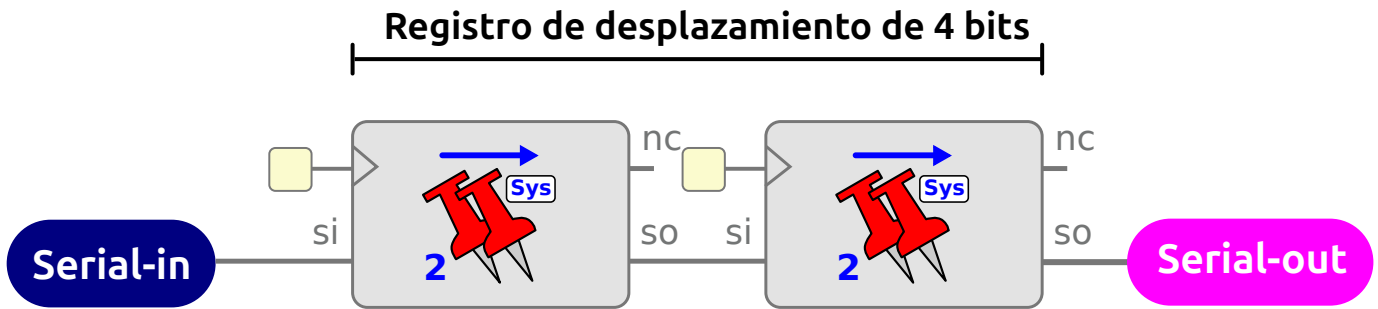 Registro de desplazamiento de 4 bits
nc
nc
Sys
Sys
si
so
si
so
Serial-in
2
2
Serial-out